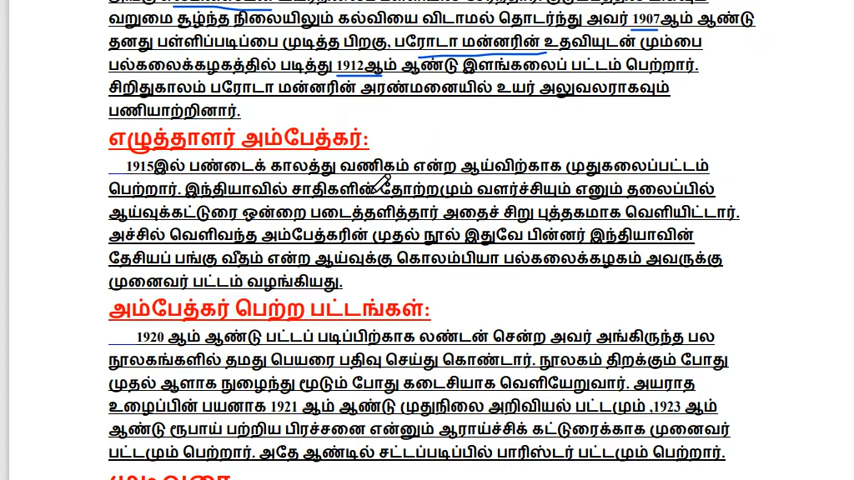 வறுமை சூழ்ந்த நிலையிலும் கல்வியை விடாமல் தொடர்ந்து அவர் 1907ஆம் ஆண்டு
தனது பள்ளிப்படிப்பை முடித்த பிறகு, பரோடா மன்னரின் உதவியுடன் மும்பை
பல்கலைக்கழகத்தில் படித்து 1912ஆம் ஆண்டு இளங்கலைப் பட்டம் பெற்றார்.
சிறிதுகாலம் பரோடா மன்னரின் அரண்மனையில் உயர் அலுவலராகவும்
பணியாற்றினார்.
எழுத்தாளர் அம்பேத்கர்:
1915இல் பண்டைக் காலத்து வணிகம் என்ற ஆய்விற்காக முதுகலைப்பட்டம்
பெற்றார். இந்தியாவில் சாதிகளின் தோற்றமும் வளர்ச்சியும் எனும் தலைப்பில்
ஆய்வுக்கட்டுரை ஒன்றை படைத்தளித்தார் அதைச் சிறு புத்தகமாக வெளியிட்டார்.
அச்சில் வெளிவந்த அம்பேத்கரின் முதல் நூல் இதுவே பின்னர் இந்தியாவின்
தேசியப் பங்கு வீதம் என்ற ஆய்வுக்கு கொலம்பியா பல்கலைக்கழகம் அவருக்கு
முனைவர் பட்டம் வழங்கியது.
அம்பேத்கர் பெற்ற பட்டங்கள்:
1920 ஆம் ஆண்டு பட்டப் படிப்பிற்காக லண்டன் சென்ற அவர் அங்கிருந்த பல
நூலகங்களில் தமது பெயரை பதிவு செய்து கொண்டார். நூலகம் திறக்கும் போது
முதல் ஆளாக நுழைந்து மூடும் போது கடைசியாக வெளியேறுவார். அயராத
உழைப்பின் பயனாக 1921 ஆம் ஆண்டு முதுநிலை அறிவியல் பட்டமும் ,1923 ஆம்
ஆண்டு ரூபாய் பற்றிய பிரச்சனை என்னும் ஆராய்ச்சிக் கட்டுரைக்காக முனைவர்
பட்டமும் பெற்றார். அதே ஆண்டில் சட்டப்படிப்பில் பாரிஸ்டர் பட்டமும் பெற்றார்.